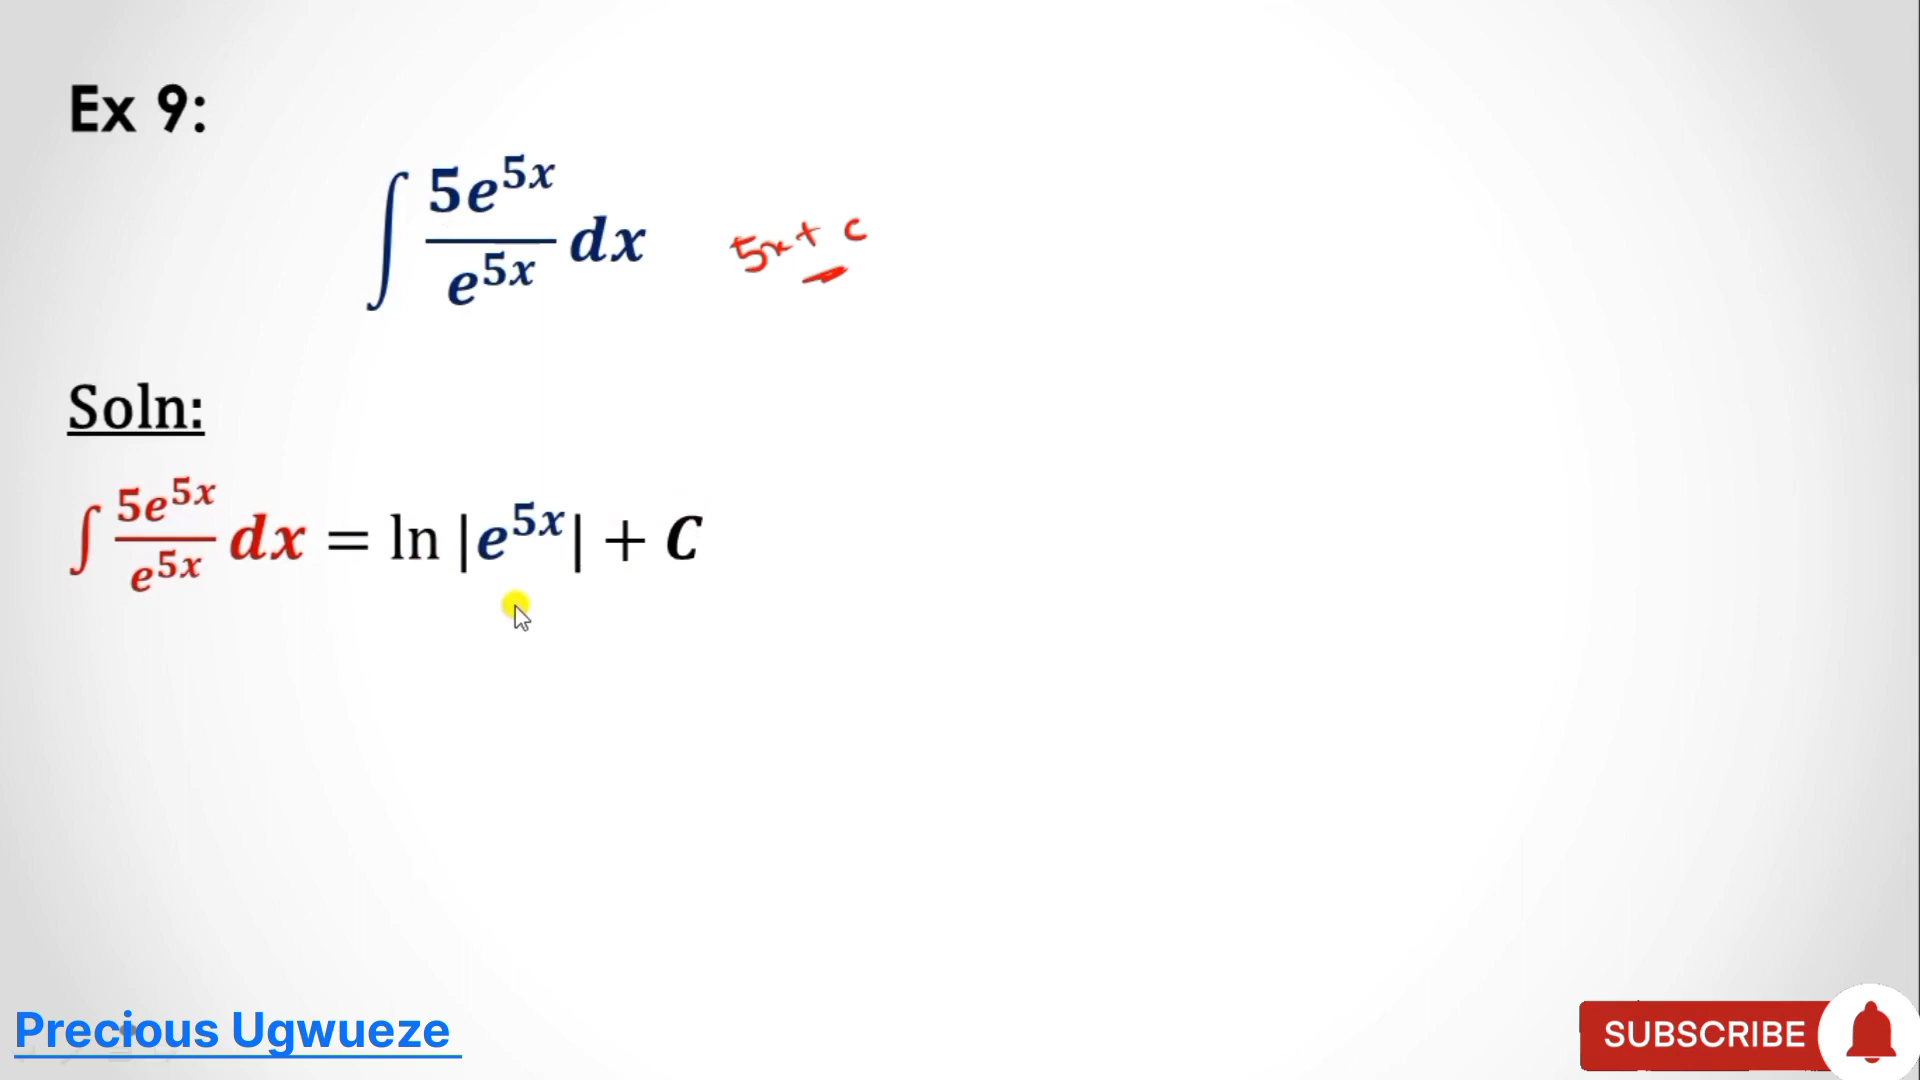 Ex 9:
∫ 5e^{5x}/e^{5x} dx 5x + c
Soln:
∫ 5e^{5x}/e^{5x} dx = ln |e^{5x}| + C
Precious Ugwueze
SUBSCRIBE